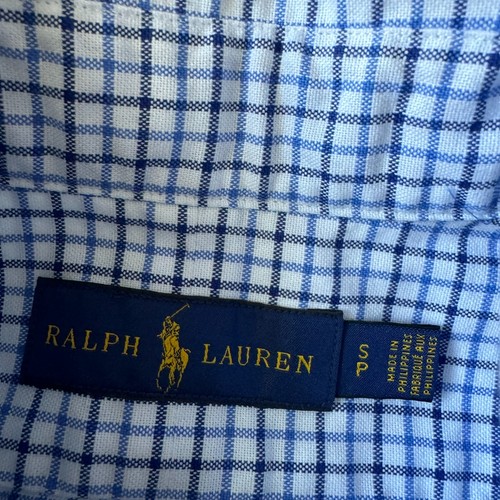 RALPH LAUREN
S
P
MADE IN
PHILIPPINES
FABRIQUÉ AUX
PHILIPPINES